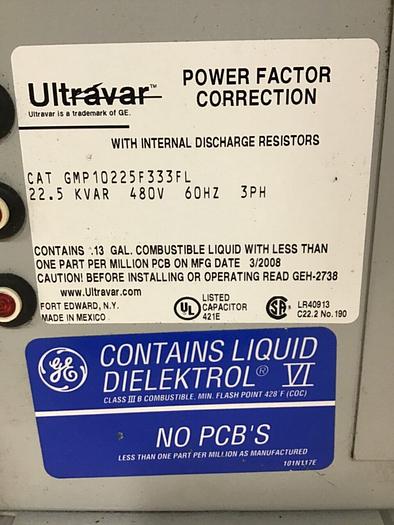 Ultravar™
Ultravar is a trademark of GE.
POWER FACTOR
CORRECTION
WITH INTERNAL DISCHARGE RESISTORS
CAT GMP10225F333FL
22.5 KVAR 480V 60HZ 3PH
CONTAINS .13 GAL. COMBUSTIBLE LIQUID WITH LESS THAN
ONE PART PER MILLION PCB ON MFG DATE 3/2008
CAUTION! BEFORE INSTALLING OR OPERATING READ GEH-2738
www.Ultravar.com
FORT EDWARD, N.Y.
MADE IN MEXICO
UL
LISTED
CAPACITOR
421E
SA
LR40913
C22.2 No. 190
GE
CONTAINS LIQUID
DIELEKTROL® VI
CLASS III B COMBUSTIBLE, MIN. FLASH POINT 428°F (COC)
NO PCB'S
LESS THAN ONE PART PER MILLION AS MANUFACTURED
101N117E